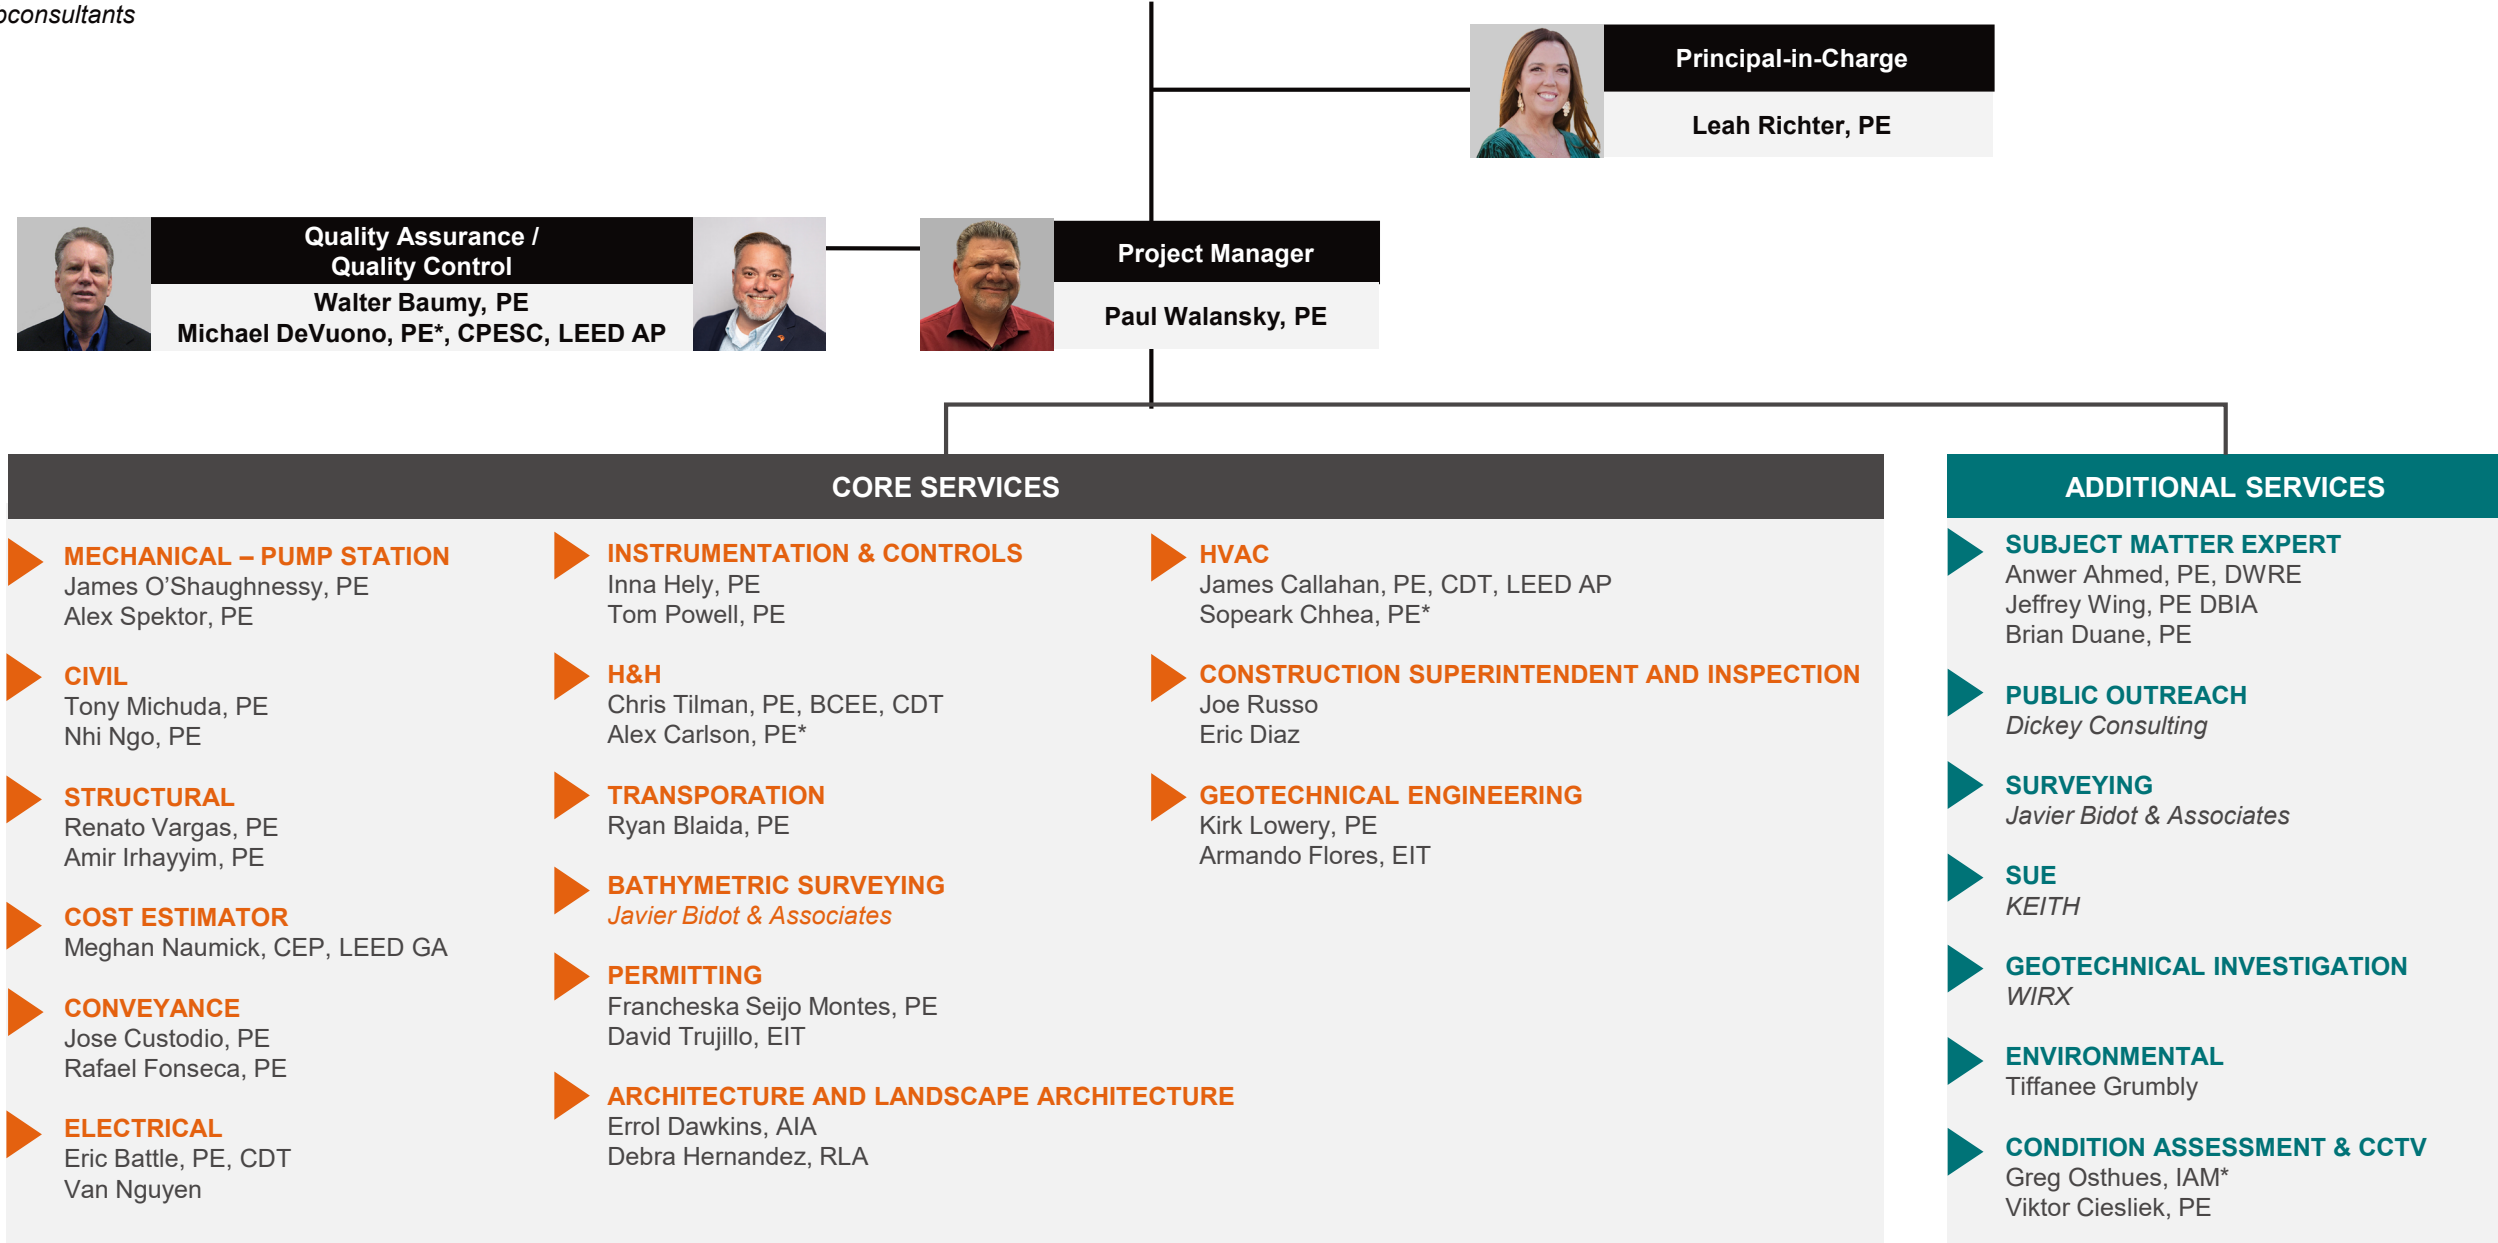 Principal-in-Charge
Leah Richter, PE
Quality Assurance /
Quality Control
Walter Baumy, PE
Michael DeVuono, PE*, CPESC, LEED AP
Project Manager
Paul Walansky, PE
CORE SERVICES
MECHANICAL – PUMP STATION
James O’Shaughnessy, PE
Alex Spektor, PE
CIVIL
Tony Michuda, PE
Nhi Ngo, PE
STRUCTURAL
Renato Vargas, PE
Amir Irhayyim, PE
COST ESTIMATOR
Meghan Naumick, CEP, LEED GA
CONVEYANCE
Jose Custodio, PE
Rafael Fonseca, PE
ELECTRICAL
Eric Battle, PE, CDT
Van Nguyen
INSTRUMENTATION & CONTROLS
Inna Hely, PE
Tom Powell, PE
H&H
Chris Tilman, PE, BCEE, CDT
Alex Carlson, PE*
TRANSPORATION
Ryan Blaida, PE
BATHYMETRIC SURVEYING
Javier Bidot & Associates
PERMITTING
Francheska Seijo Montes, PE
David Trujillo, EIT
ARCHITECTURE AND LANDSCAPE ARCHITECTURE
Errol Dawkins, AIA
Debra Hernandez, RLA
HVAC
James Callahan, PE, CDT, LEED AP
Sopeark Chhea, PE*
CONSTRUCTION SUPERINTENDENT AND INSPECTION
Joe Russo
Eric Diaz
GEOTECHNICAL ENGINEERING
Kirk Lowery, PE
Armando Flores, EIT
ADDITIONAL SERVICES
SUBJECT MATTER EXPERT
Anwer Ahmed, PE, DWRE
Jeffrey Wing, PE DBIA
Brian Duane, PE
PUBLIC OUTREACH
Dickey Consulting
SURVEYING
Javier Bidot & Associates
SUE
KEITH
GEOTECHNICAL INVESTIGATION
WIRX
ENVIRONMENTAL
Tiffanee Grumbly
CONDITION ASSESSMENT & CCTV
Greg Osthues, IAM*
Viktor Ciesliek, PE